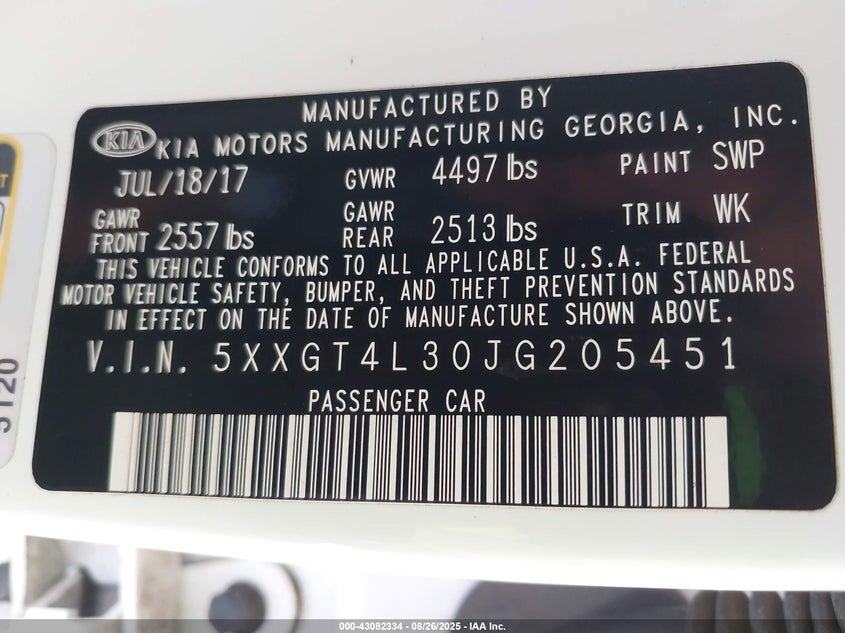 MANUFACTURED BY
KIA KIA MOTORS MANUFACTURING GEORGIA, INC.
JUL/18/17 GVWR 4497 lbs PAINT SWP
GAWR FRONT 2557 lbs GAWR REAR 2513 lbs TRIM WK
THIS VEHICLE CONFORMS TO ALL APPLICABLE U.S.A. FEDERAL
MOTOR VEHICLE SAFETY, BUMPER, AND THEFT PREVENTION STANDARDS
IN EFFECT ON THE DATE OF MANUFACTURE SHOWN ABOVE.
V.I.N. 5XXGT4L30JG205451
PASSENGER CAR
000-43082334 - 08/26/2025 - IAA Inc.